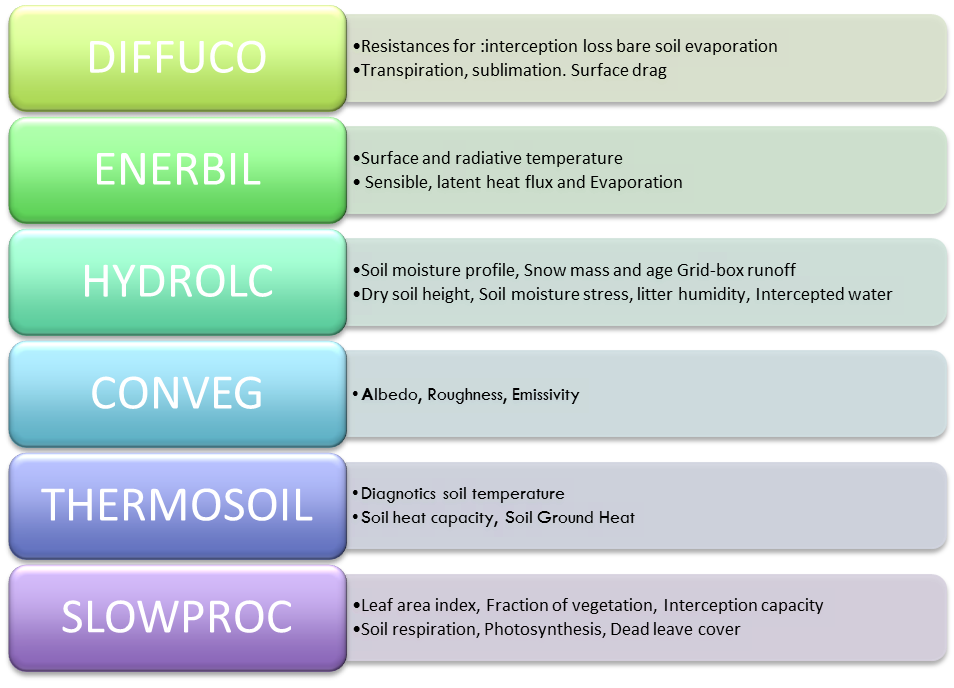 DIFFUCO
•Resistances for :interception loss bare soil evaporation
•Transpiration, sublimation. Surface drag
ENERBIL
•Surface and radiative temperature
• Sensible, latent heat flux and Evaporation
HYDROLC
•Soil moisture profile, Snow mass and age Grid-box runoff
•Dry soil height, Soil moisture stress, litter humidity, Intercepted water
CONVEG
• Albedo, Roughness, Emissivity
THERMOSOIL
• Diagnotics soil temperature
• Soil heat capacity, Soil Ground Heat
SLOWPROC
•Leaf area index, Fraction of vegetation, Interception capacity
•Soil respiration, Photosynthesis, Dead leave cover